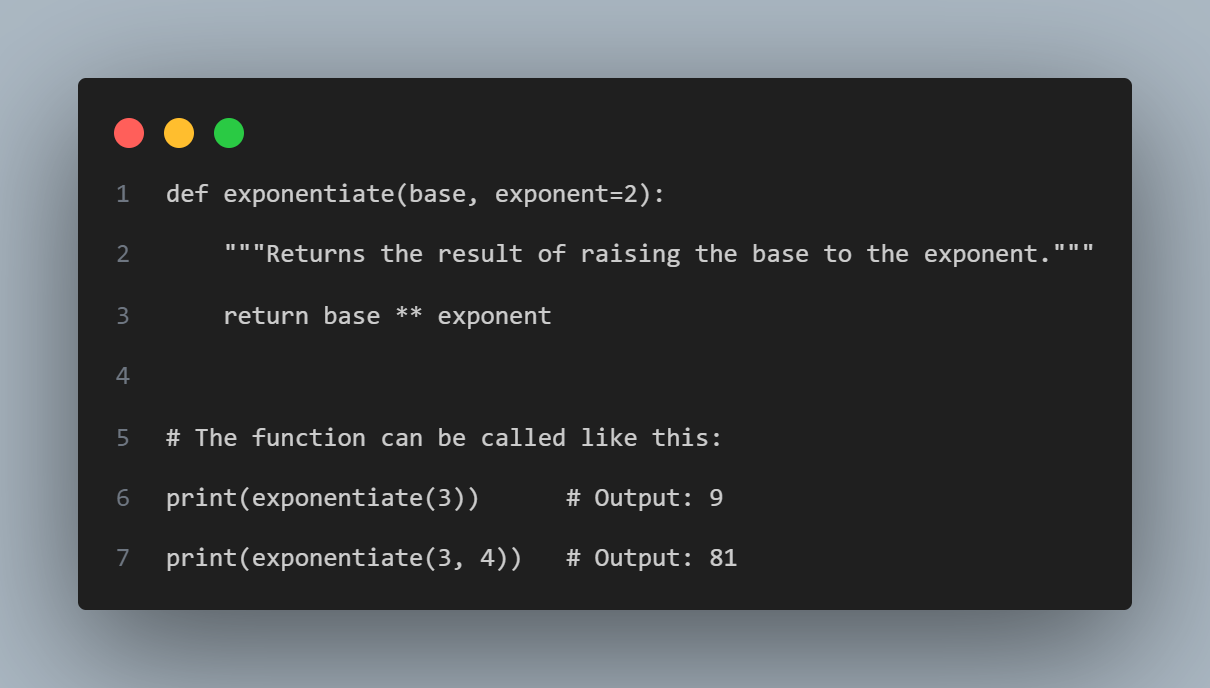 1 def exponentiate(base, exponent=2):
2     """Returns the result of raising the base to the exponent."""
3     return base ** exponent
4
5 # The function can be called like this:
6 print(exponentiate(3))      # Output: 9
7 print(exponentiate(3, 4))   # Output: 81